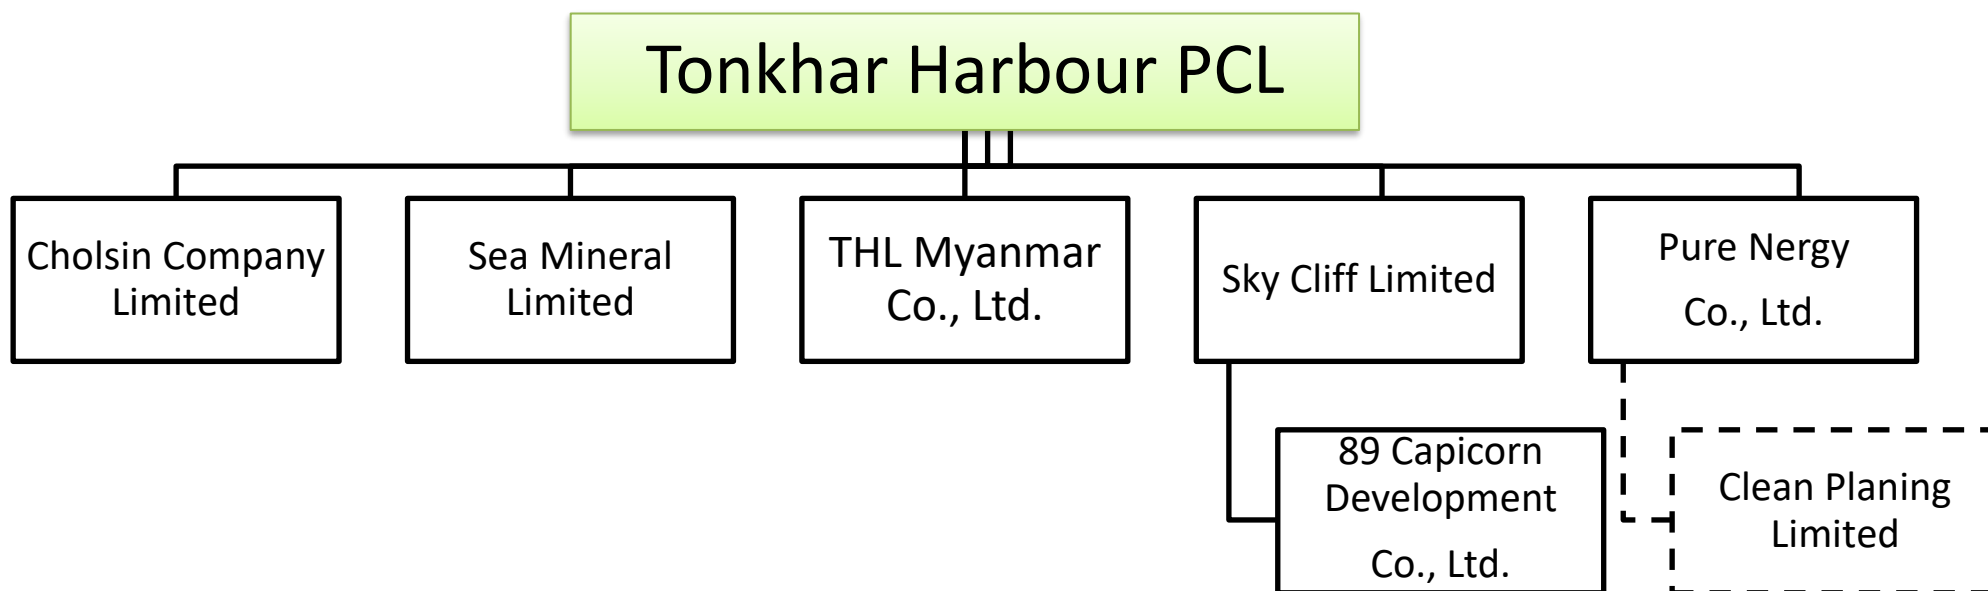 Tonkhar Harbour PCL
Cholsin Company
Limited
Sea Mineral
Limited
THL Myanmar
Co., Ltd.
Sky Cliff Limited
Pure Nergy
Co., Ltd.
89 Capicorn
Development
Co., Ltd.
Clean Planing
Limited